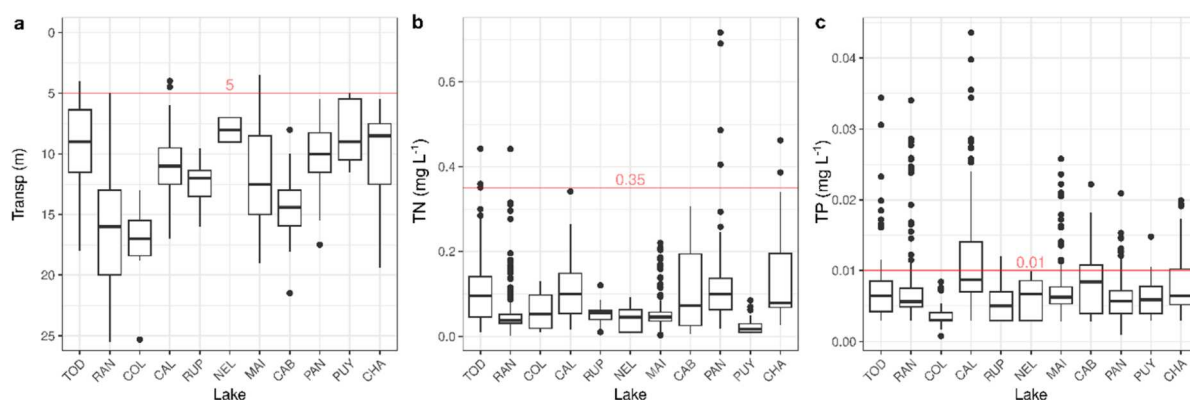 a
0
5
10
15
20
25
Transp (m)
5
TOD RAN COL CAL RUP NEL MAI CAB PAN PUY CHA
Lake
b
0.6
0.4
0.2
0.0
TN (mg L⁻¹)
0.35
TOD RAN COL CAL RUP NEL MAI CAB PAN PUY CHA
Lake
c
0.04
0.03
0.02
0.01
0.00
TP (mg L⁻¹)
0.01
TOD RAN COL CAL RUP NEL MAI CAB PAN PUY CHA
Lake